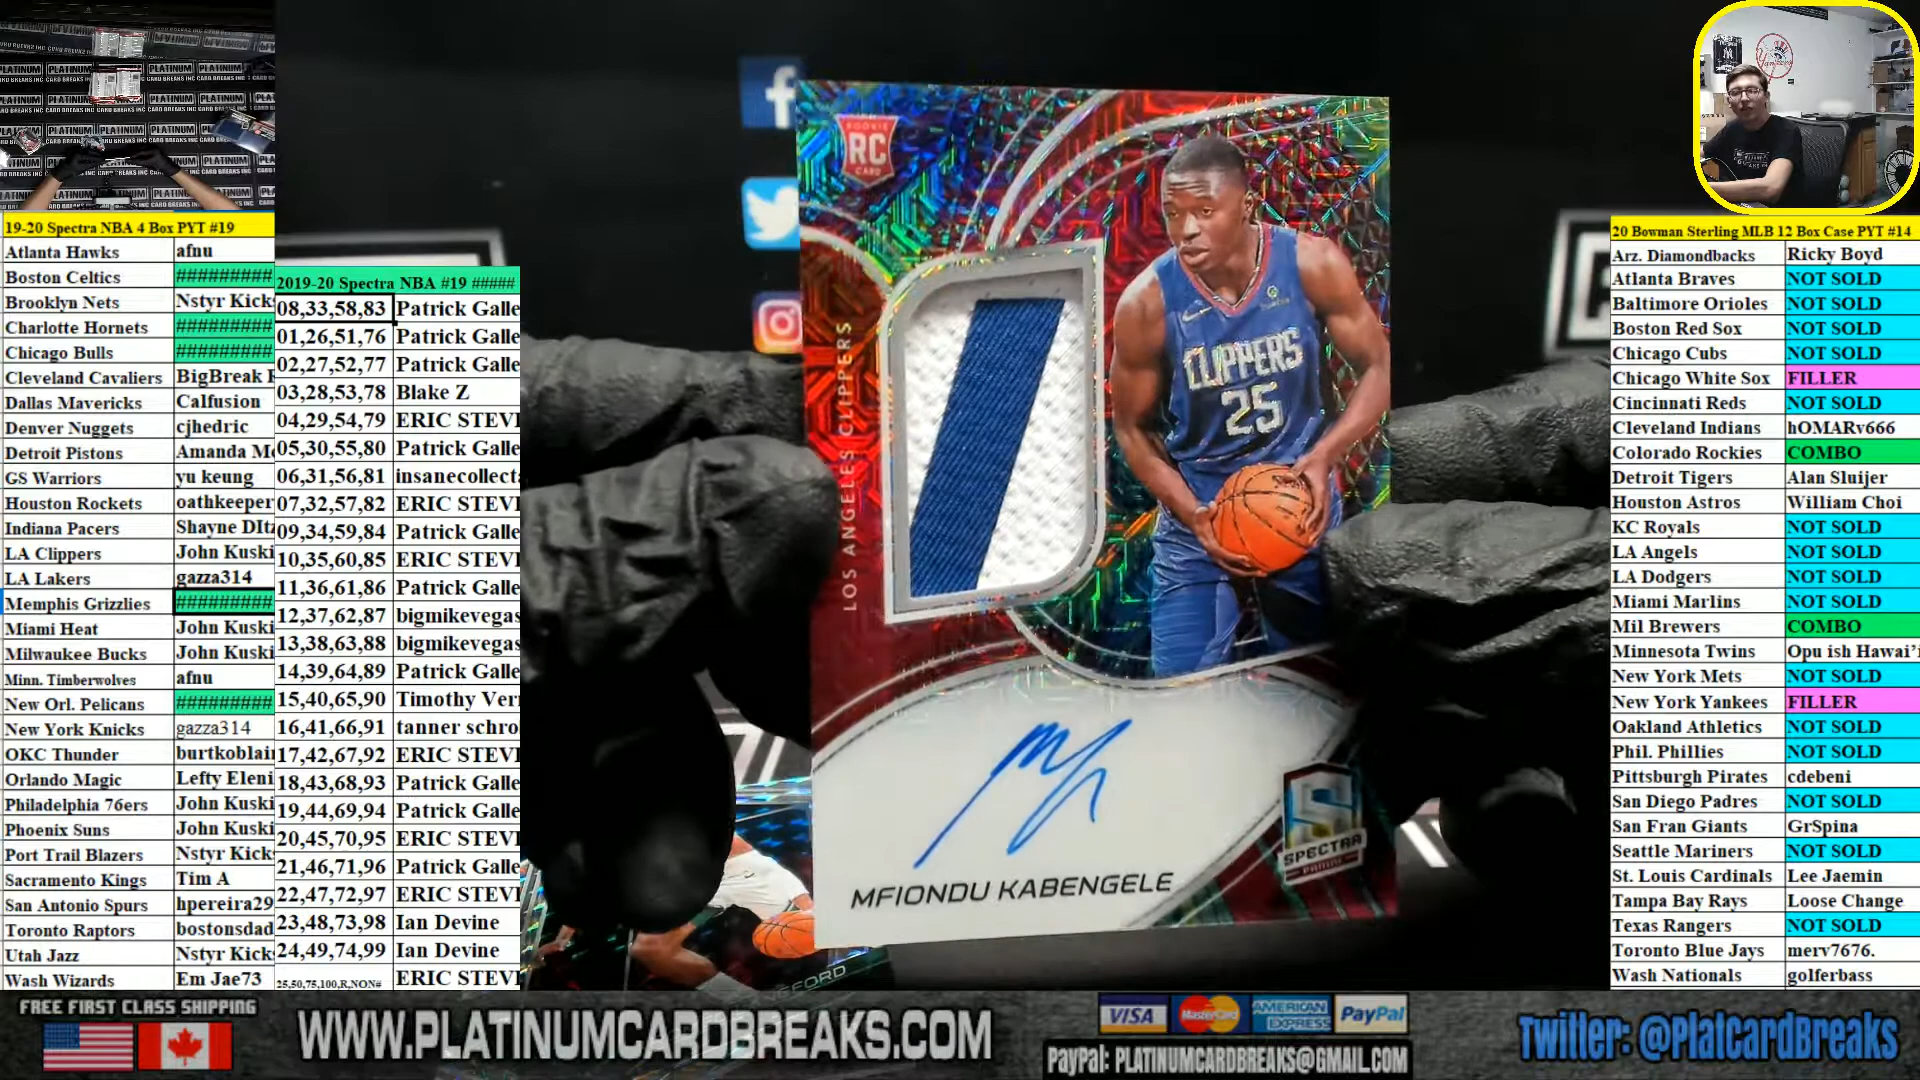 19-20 Spectra NBA 4 Box PYT #19
Atlanta Hawks afnu
Boston Celtics #########
Brooklyn Nets Nstyr Kicks
Charlotte Hornets #########
Chicago Bulls #########
Cleveland Cavaliers BigBreak
Dallas Mavericks Calfusion
Denver Nuggets cjhedric
Detroit Pistons Amanda
GS Warriors yu keung
Houston Rockets oathkeeper
Indiana Pacers Shayne DItz
LA Clippers John Kuski
LA Lakers gazza314
Memphis Grizzlies #########
Miami Heat John Kuski
Milwaukee Bucks John Kuski
Minn. Timberwolves afnu
New Orl. Pelicans #########
New York Knicks gazza314
OKC Thunder burtkoblai
Orlando Magic Lefty Eleni
Philadelphia 76ers John Kuski
Phoenix Suns John Kuski
Port Trail Blazers Nstyr Kick
Sacramento Kings Tim A
San Antonio Spurs hpereira29
Toronto Raptors bostonsdad
Utah Jazz Nstyr Kick
Wash Wizards Em Jae73
2019-20 Spectra NBA #19 #####
08,33,58,83 Patrick Galle
01,26,51,76 Patrick Galle
02,27,52,77 Patrick Galle
03,28,53,78 Blake Z
04,29,54,79 ERIC STEVE
05,30,55,80 Patrick Galle
06,31,56,81 insanecollect
07,32,57,82 ERIC STEVE
09,34,59,84 Patrick Galle
10,35,60,85 ERIC STEVE
11,36,61,86 Patrick Galle
12,37,62,87 bigmikevegas
13,38,63,88 bigmikevegas
14,39,64,89 Patrick Galle
15,40,65,90 Timothy Ver
16,41,66,91 tanner schro
17,42,67,92 ERIC STEVE
18,43,68,93 Patrick Galle
19,44,69,94 Patrick Galle
20,45,70,95 ERIC STEVE
21,46,71,96 Patrick Galle
22,47,72,97 ERIC STEVE
23,48,73,98 Ian Devine
24,49,74,99 Ian Devine
25,50,75,100,R,NON# ERIC STEVE
ROOKIE
RC
CARD
LOS ANGELES CLIPPERS
CLIPPERS
25
MFIONDU KABENGELE
SPECTRA
PANINI
20 Bowman Sterling MLB 12 Box Case PYT #14
Arz. Diamondbacks Ricky Boyd
Atlanta Braves NOT SOLD
Baltimore Orioles NOT SOLD
Boston Red Sox NOT SOLD
Chicago Cubs NOT SOLD
Chicago White Sox FILLER
Cincinnati Reds NOT SOLD
Cleveland Indians hOMARv666
Colorado Rockies COMBO
Detroit Tigers Alan Sluijer
Houston Astros William Choi
KC Royals NOT SOLD
LA Angels NOT SOLD
LA Dodgers NOT SOLD
Miami Marlins NOT SOLD
Mil Brewers COMBO
Minnesota Twins Opu ish Hawai'i
New York Mets NOT SOLD
New York Yankees FILLER
Oakland Athletics NOT SOLD
Phil. Phillies NOT SOLD
Pittsburgh Pirates cdebeni
San Diego Padres NOT SOLD
San Fran Giants GrSpina
Seattle Mariners NOT SOLD
St. Louis Cardinals Lee Jaemin
Tampa Bay Rays Loose Change
Texas Rangers NOT SOLD
Toronto Blue Jays merv7676.
Wash Nationals golferbass
FREE FIRST CLASS SHIPPING
WWW.PLATINUMCARDBREAKS.COM
VISA MasterCard AMERICAN EXPRESS PayPal
PayPal: PLATINUMCARDBREAKS@GMAIL.COM
Twitter: @PlatCardBreaks